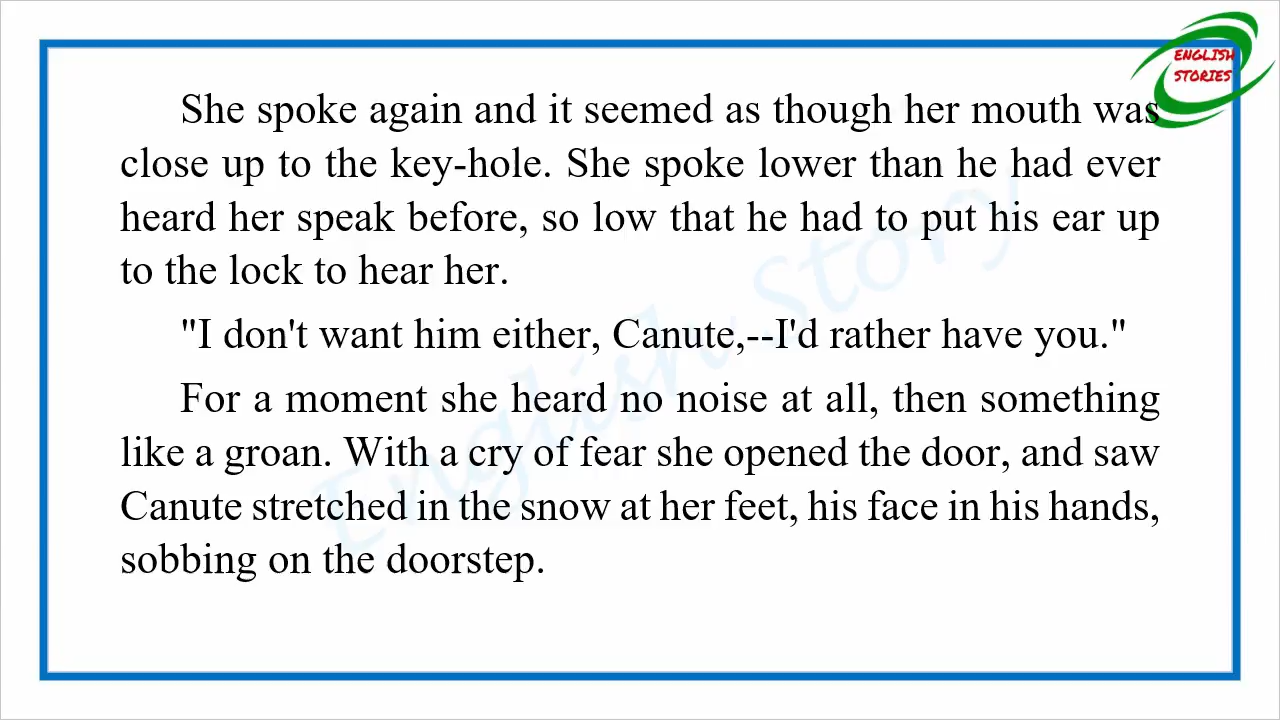 ENGLISH
STORIES
She spoke again and it seemed as though her mouth was
close up to the key-hole. She spoke lower than he had ever
heard her speak before, so low that he had to put his ear up
to the lock to hear her.
"I don't want him either, Canute,--I'd rather have you."
For a moment she heard no noise at all, then something
like a groan. With a cry of fear she opened the door, and saw
Canute stretched in the snow at her feet, his face in his hands,
sobbing on the doorstep.
English Story